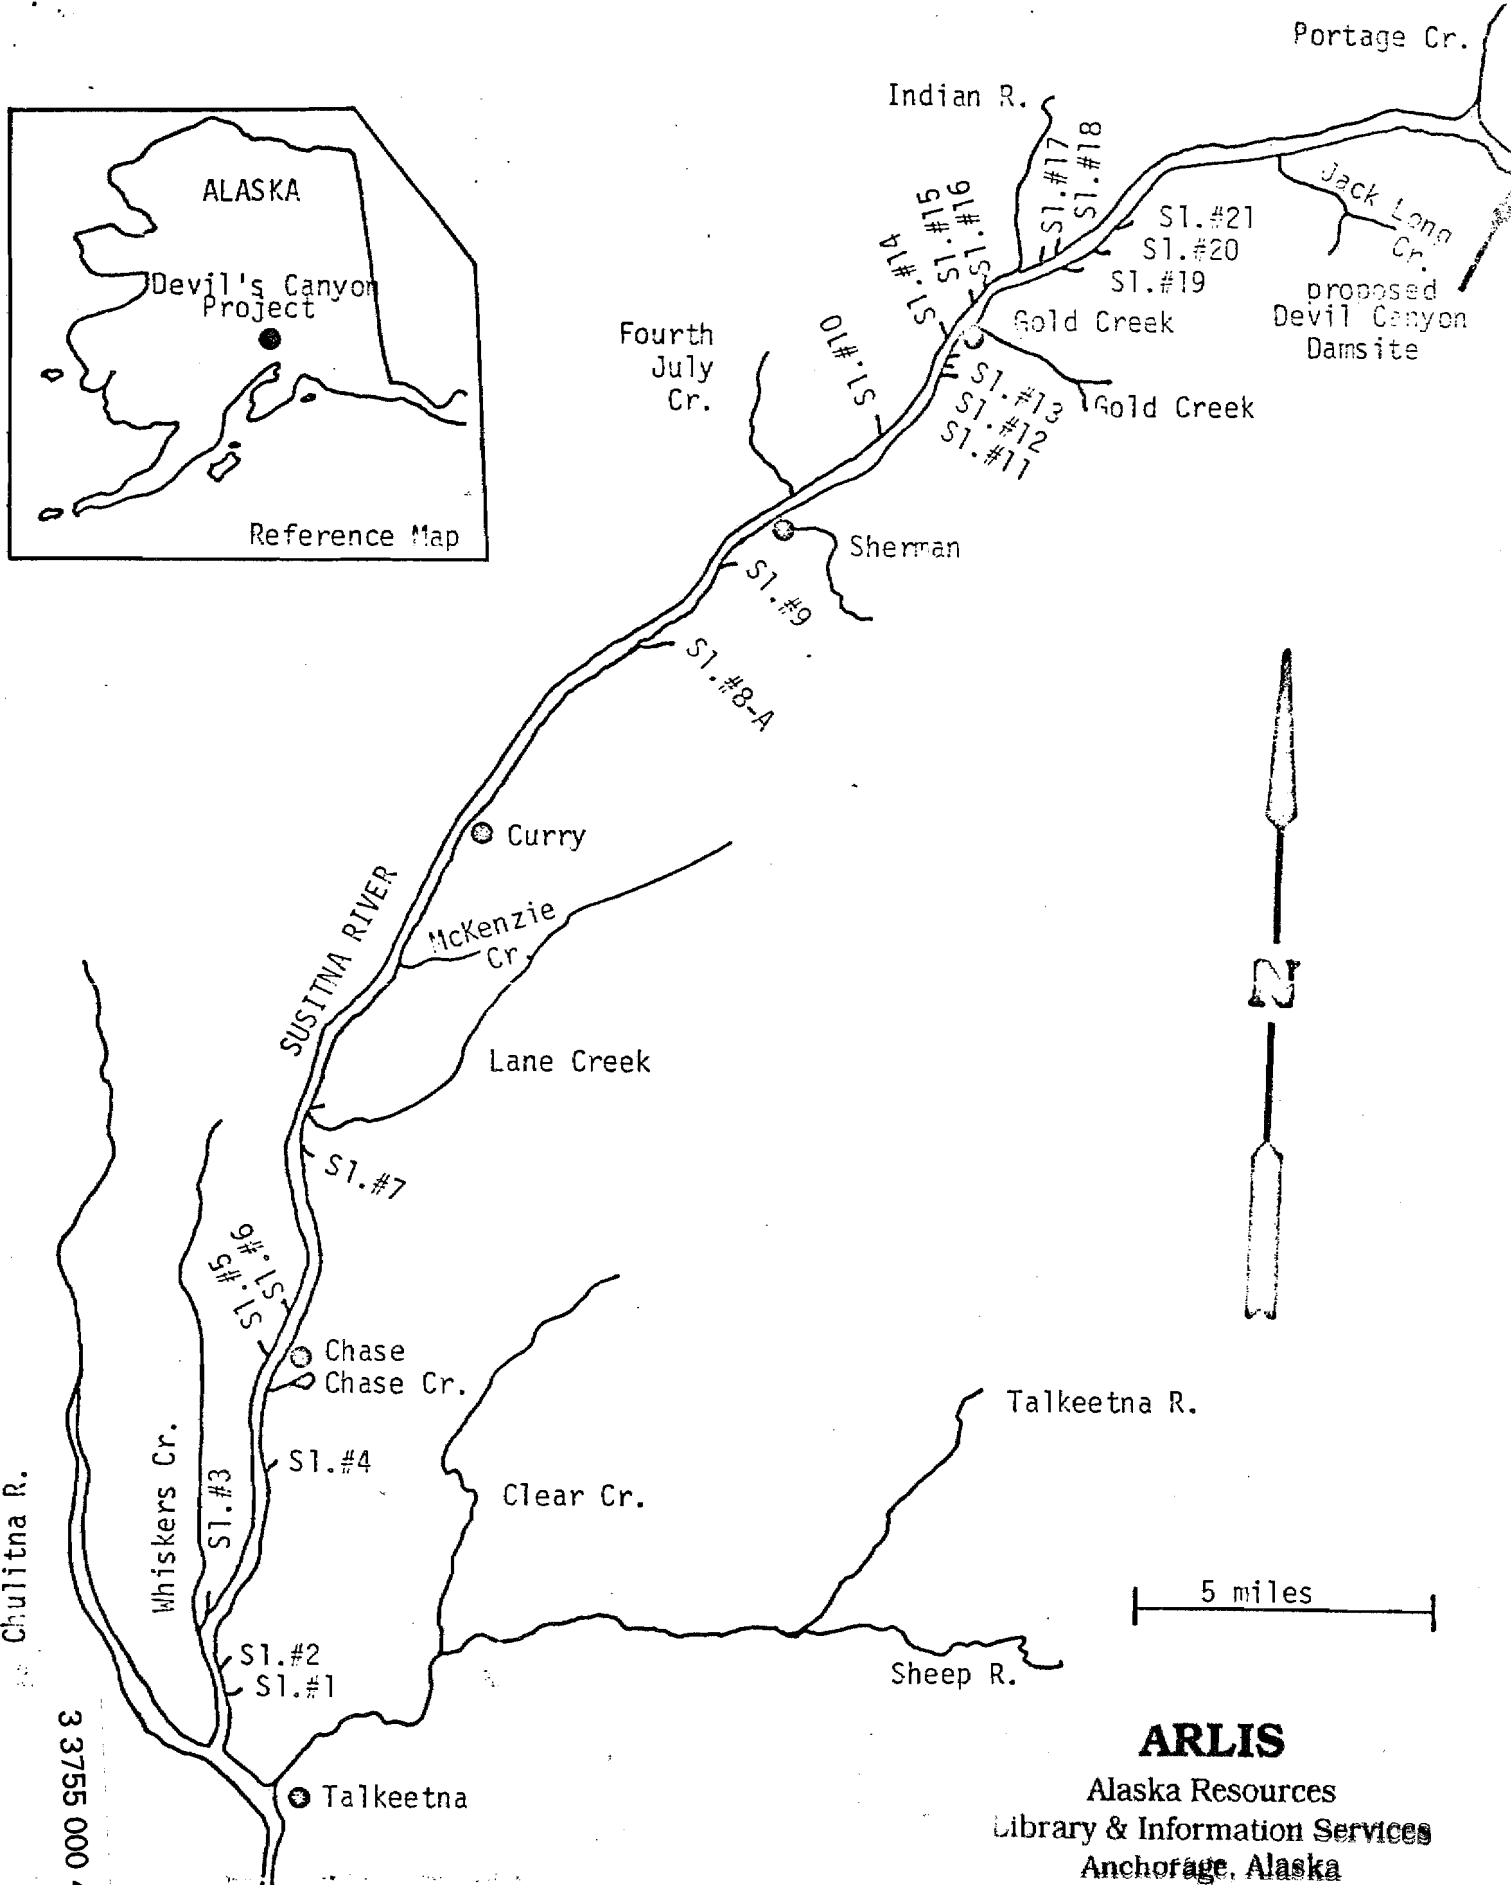 Portage Cr.
Indian R.
Sl.#17
Sl.#18
Sl.#15
Sl.#16
Sl.#14
Jack Long
Cr.
Sl.#21
Sl.#20
Sl.#19
proposed
Devil Canyon
Damsite
ALASKA
Devil's Canyon
Project
Reference Map
Gold Creek
Gold Creek
Fourth
July
Cr.
Sl.#10
Sl.#13
Sl.#12
Sl.#11
Sherman
Sl.#9
Sl.#8-A
Curry
SUSITNA RIVER
McKenzie
Cr.
N
Lane Creek
Sl.#7
Sl.#6
Sl.#5
Chase
Chase Cr.
Talkeetna R.
Whiskers Cr.
Sl.#3
Sl.#4
Clear Cr.
Chulitna R.
5 miles
Sl.#2
Sl.#1
Sheep R.
Talkeetna
3 3755 000
ARLIS
Alaska Resources
Library & Information Services
Anchorage, Alaska